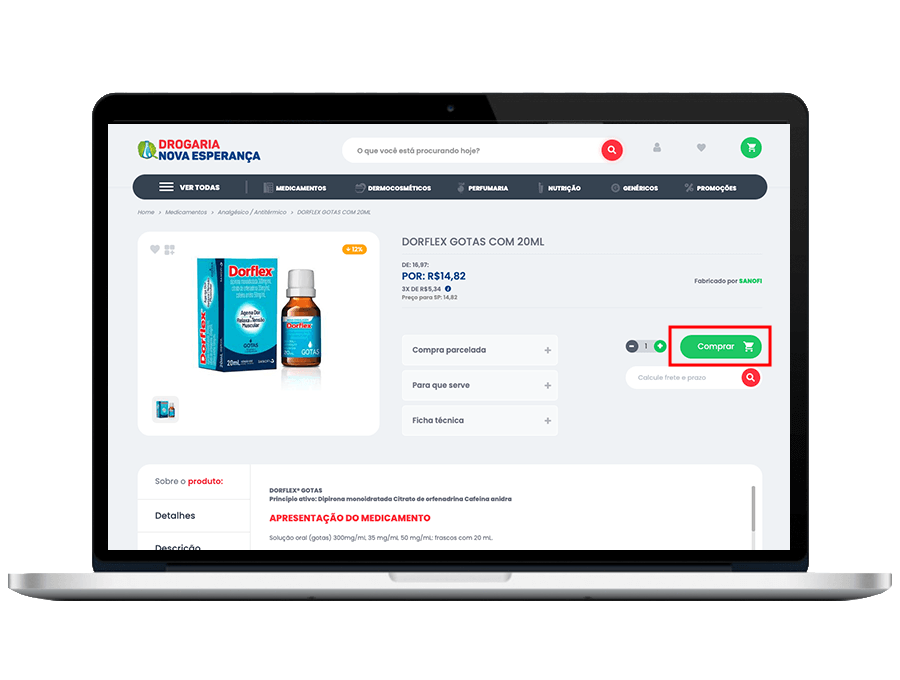 DROGARIA
NOVA ESPERANÇA
O que você está procurando hoje?
VER TODAS
MEDICAMENTOS
DERMOCOSMÉTICOS
PERFUMARIA
NUTRIÇÃO
GENÉRICOS
PROMOÇÕES
Home > Medicamentos > Analgésico / Antitérmico > DORFLEX GOTAS COM 20ML
12%
DORFLEX GOTAS COM 20ML
DE: 16,97:
POR: R$14,82
3X DE R$5,34
Preço para SP: 14,82
Fabricado por SANOFI
Dorflex
Agora Dor
Relaxa a Tensão
Muscular
GOTAS
20mL
Dorflex
Dorflex
GOTAS
Compra parcelada
Para que serve
Ficha técnica
1
Comprar
Calcule frete e prazo
Sobre o produto:
Detalhes
Descrição
DORFLEX® GOTAS
Princípio ativo: Dipirona monoidratada Citrato de orfenadrina Cafeína anidra
APRESENTAÇÃO DO MEDICAMENTO
Solução oral (gotas) 300mg/mL 35 mg/mL 50 mg/mL: frascos com 20 mL.